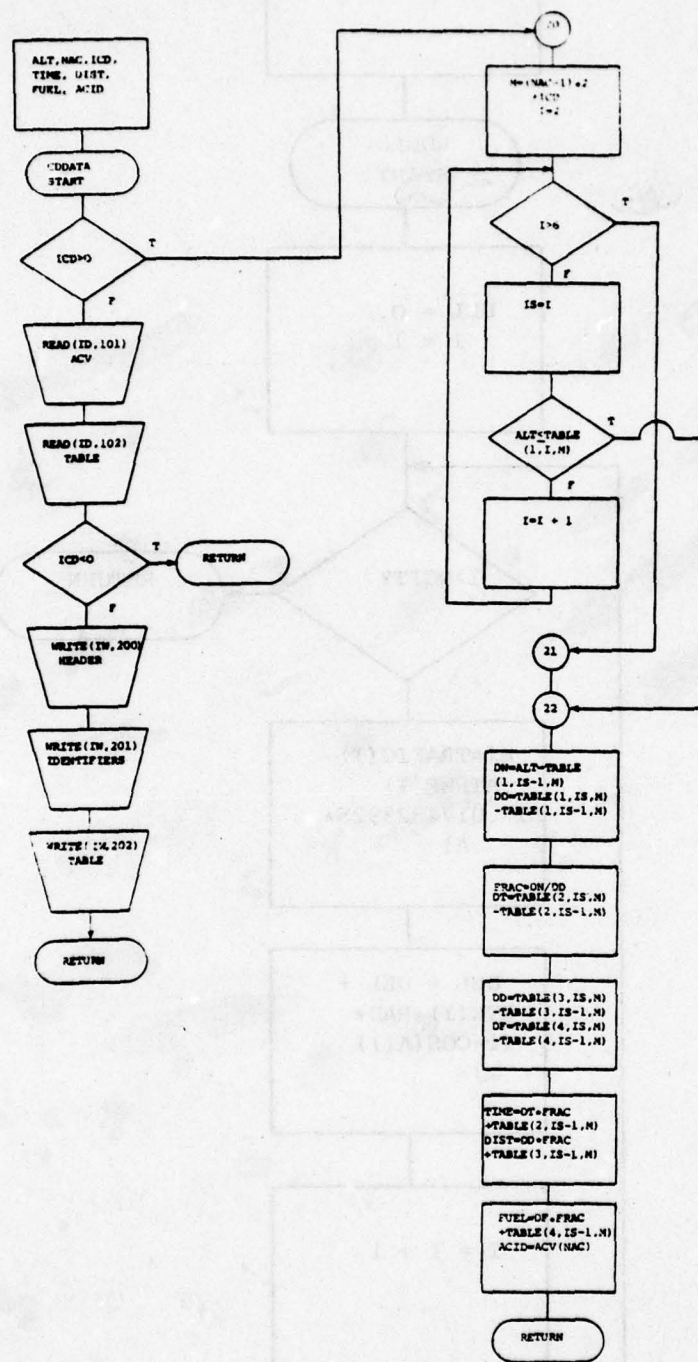 ALT,NAC,ICD,
TIME, DIST,
FUEL, ACID
CDDATA
START
ICD>0
T
F
READ(ID,101)
ACV
READ(ID,102)
TABLE
ICD<0
T
RETURN
F
WRITE(IW,200)
HEADER
WRITE(IW,201)
IDENTIFIERS
WRITE(IW,202)
TABLE
RETURN
20
M=(NAC-1)*2
+ICD
I=2
I>6
T
F
IS=I
ALT≤TABLE
(1,I,M)
T
F
I=I + 1
21
22
DN=ALT-TABLE
(1,IS-1,M)
DD=TABLE(1,IS,M)
-TABLE(1,IS-1,M)
FRAC=DN/DD
DT=TABLE(2,IS,M)
-TABLE(2,IS-1,M)
DD=TABLE(3,IS,M)
-TABLE(3,IS-1,M)
DF=TABLE(4,IS,M)
-TABLE(4,IS-1,M)
TIME=DT*FRAC
+TABLE(2,IS-1,M)
DIST=DD*FRAC
+TABLE(3,IS-1,M)
FUEL=DF*FRAC
+TABLE(4,IS-1,M)
ACID=ACV(NAC)
RETURN